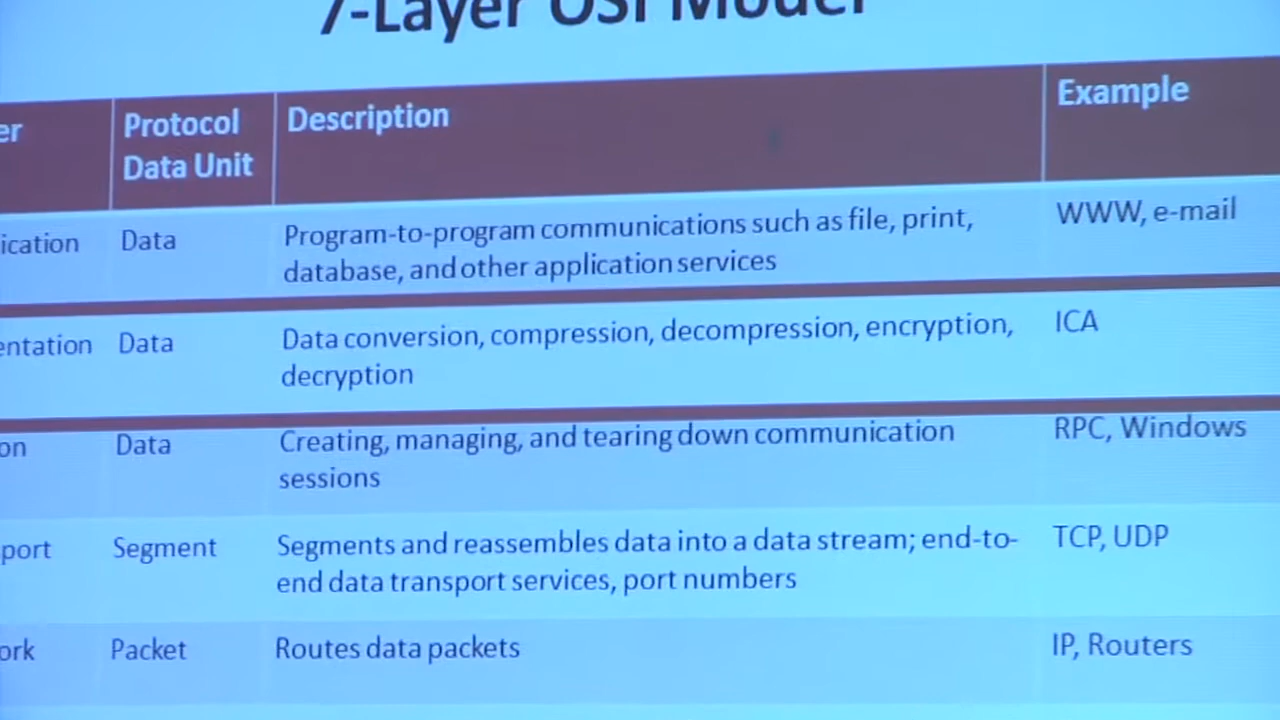 7-Layer OSI Model
er
Protocol
Data Unit
Description
Example
ication
Data
Program-to-program communications such as file, print,
database, and other application services
WWW, e-mail
entation
Data
Data conversion, compression, decompression, encryption,
decryption
ICA
on
Data
Creating, managing, and tearing down communication
sessions
RPC, Windows
port
Segment
Segments and reassembles data into a data stream; end-to-
end data transport services, port numbers
TCP, UDP
ork
Packet
Routes data packets
IP, Routers